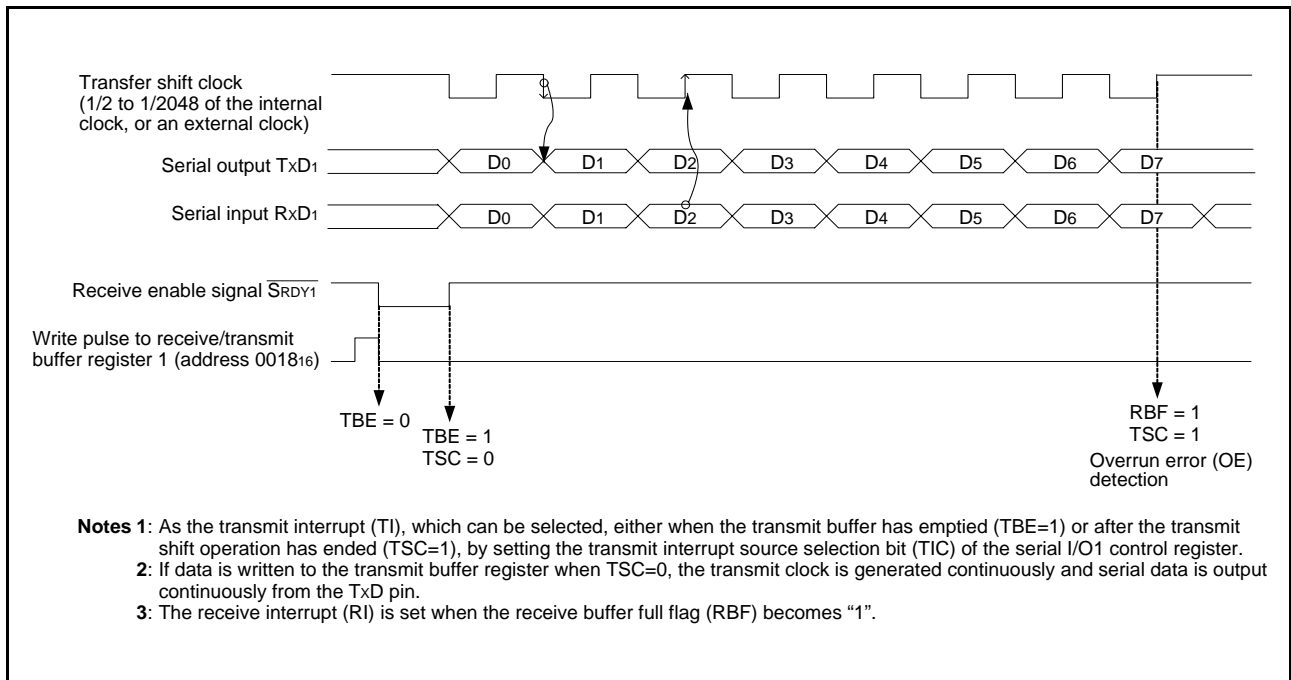 Transfer shift clock
(1/2 to 1/2048 of the internal
clock, or an external clock)
Serial output TxD1
D0 D1 D2 D3 D4 D5 D6 D7
Serial input RxD1
D0 D1 D2 D3 D4 D5 D6 D7
Receive enable signal SRDY1
Write pulse to receive/transmit
buffer register 1 (address 001816)
TBE = 0
TBE = 1
TSC = 0
RBF = 1
TSC = 1
Overrun error (OE)
detection
Notes 1: As the transmit interrupt (TI), which can be selected, either when the transmit buffer has emptied (TBE=1) or after the transmit
shift operation has ended (TSC=1), by setting the transmit interrupt source selection bit (TIC) of the serial I/O1 control register.
2: If data is written to the transmit buffer register when TSC=0, the transmit clock is generated continuously and serial data is output
continuously from the TxD pin.
3: The receive interrupt (RI) is set when the receive buffer full flag (RBF) becomes “1”.